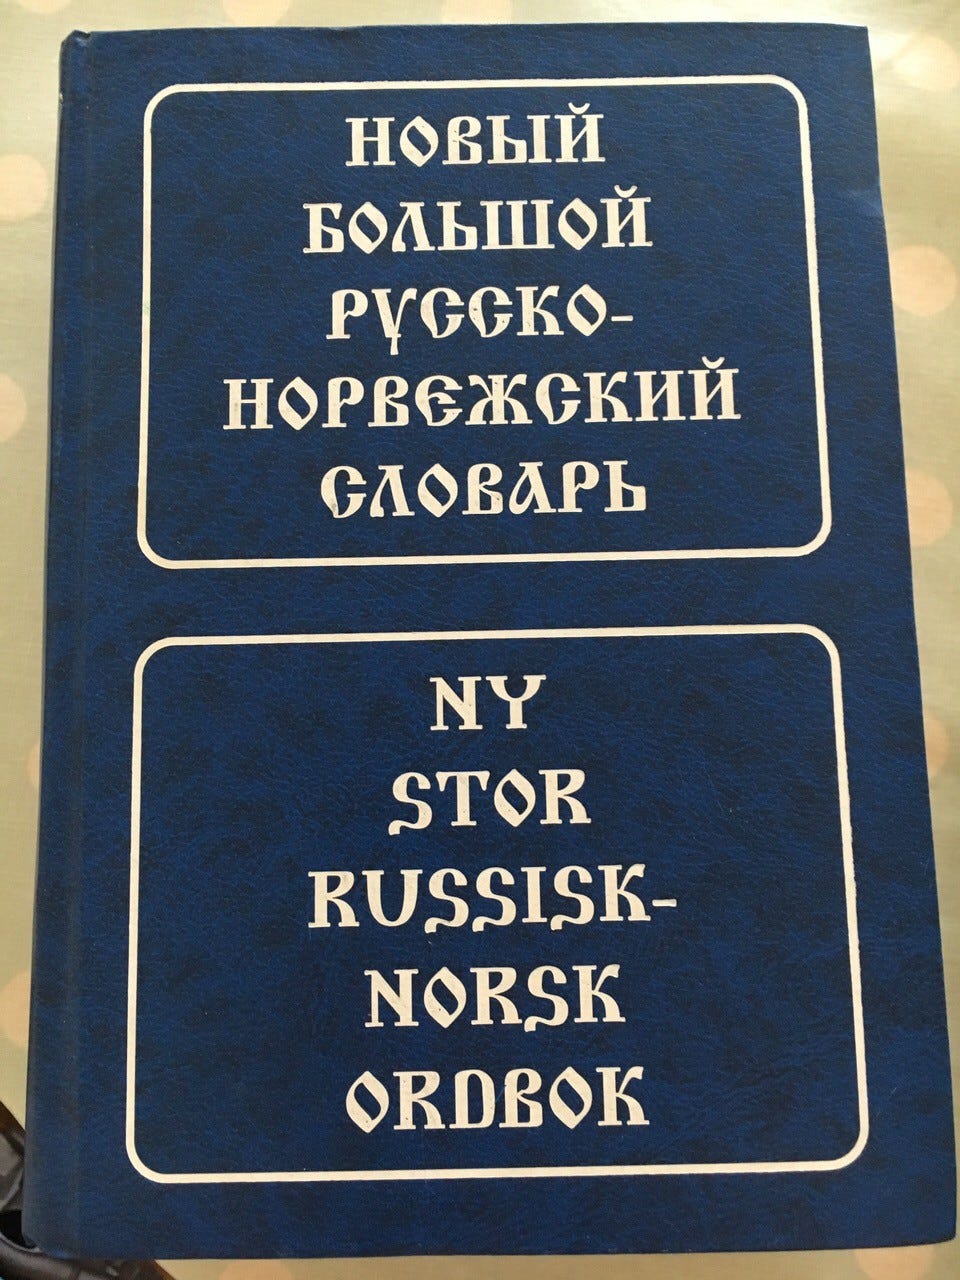 НОВЫЙ
БОЛЬШОЙ
РУССКО-
НОРВЕЖСКИЙ
СЛОВАРЬ
NY
STOR
RUSSISK-
NORSK
ORDBOK